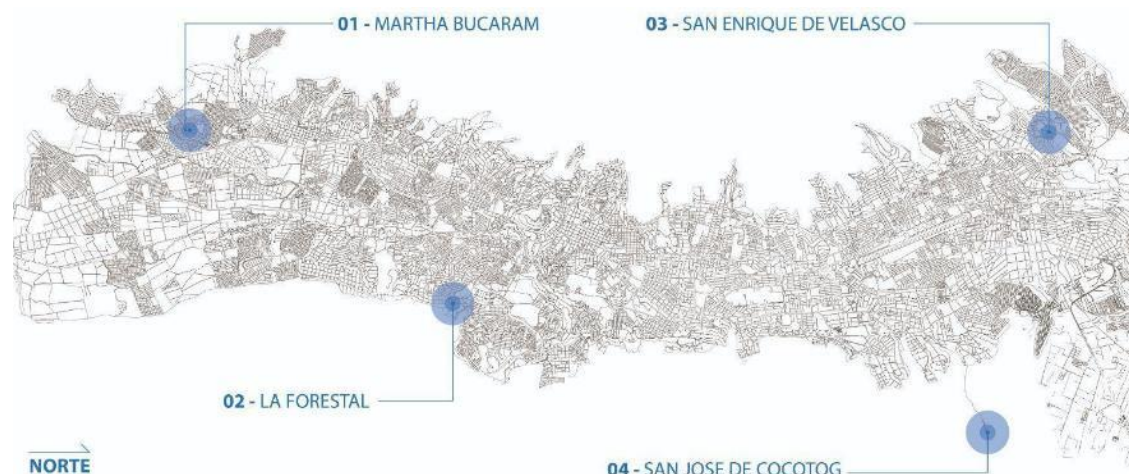 01 - MARTHA BUCARAM
03 - SAN ENRIQUE DE VELASCO
02 - LA FORESTAL
NORTE
04 - SAN JOSE DE COCOTOG